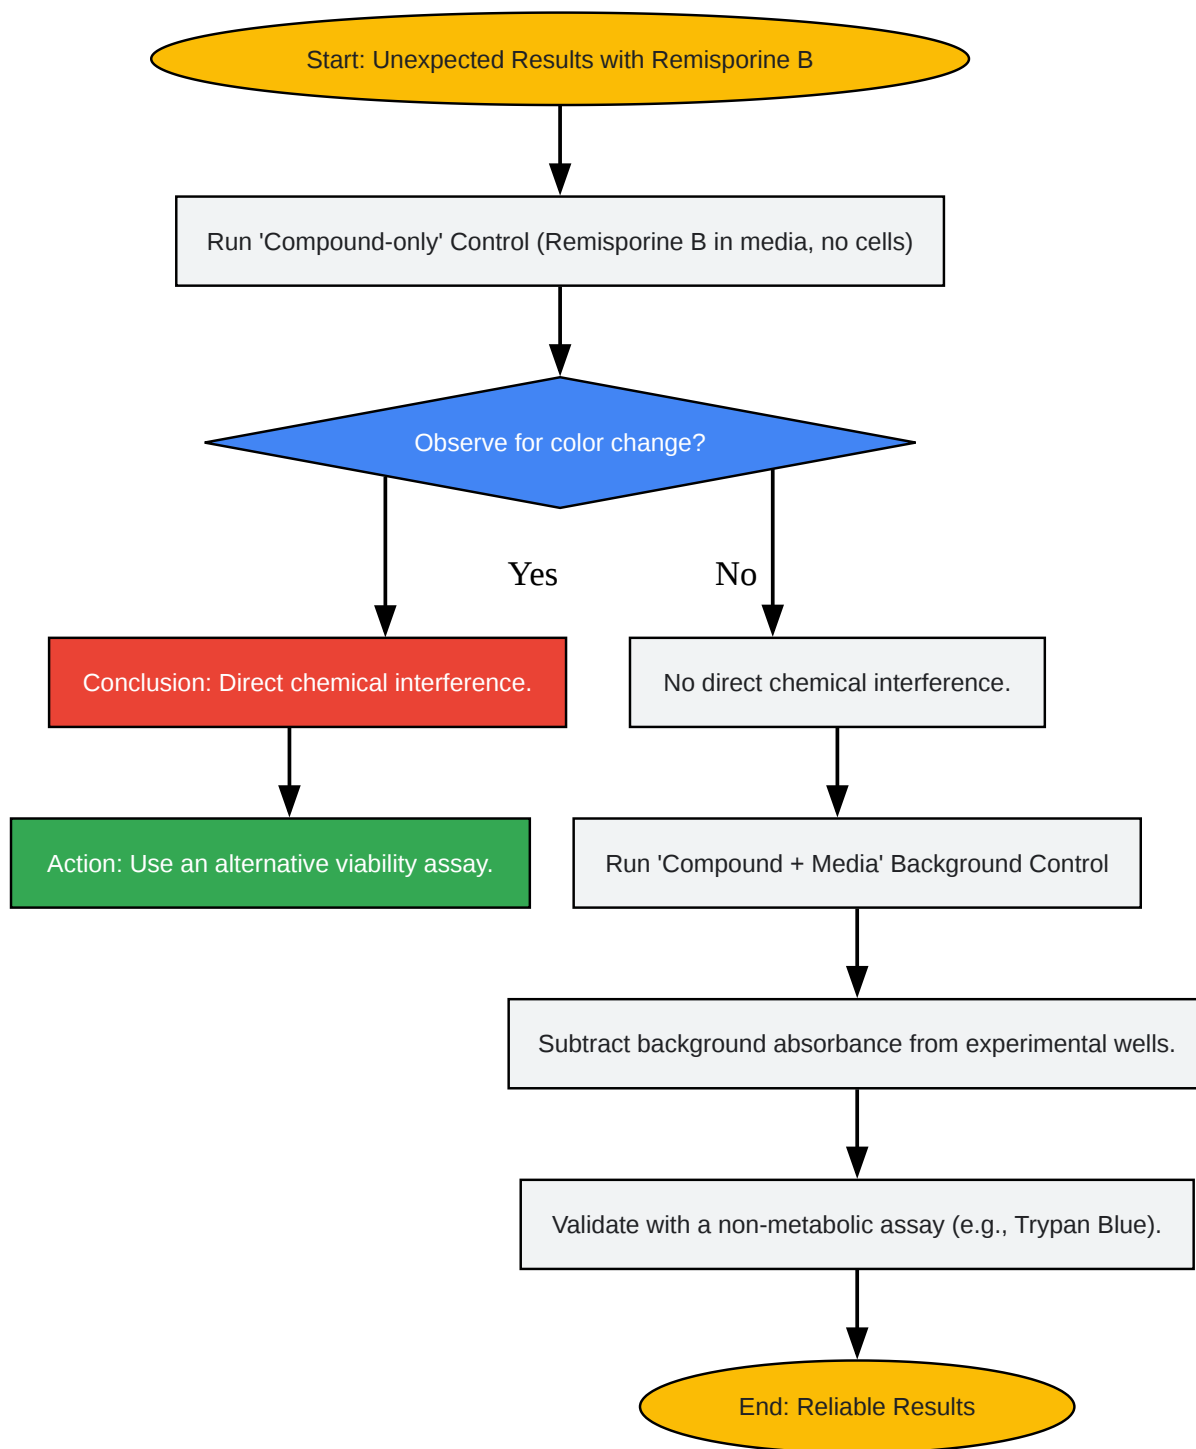 Start: Unexpected Results with Remisporine B
Run 'Compound-only' Control (Remisporine B in media, no cells)
Observe for color change?
Yes
No
Conclusion: Direct chemical interference.
No direct chemical interference.
Action: Use an alternative viability assay.
Run 'Compound + Media' Background Control
Subtract background absorbance from experimental wells.
Validate with a non-metabolic assay (e.g., Trypan Blue).
End: Reliable Results